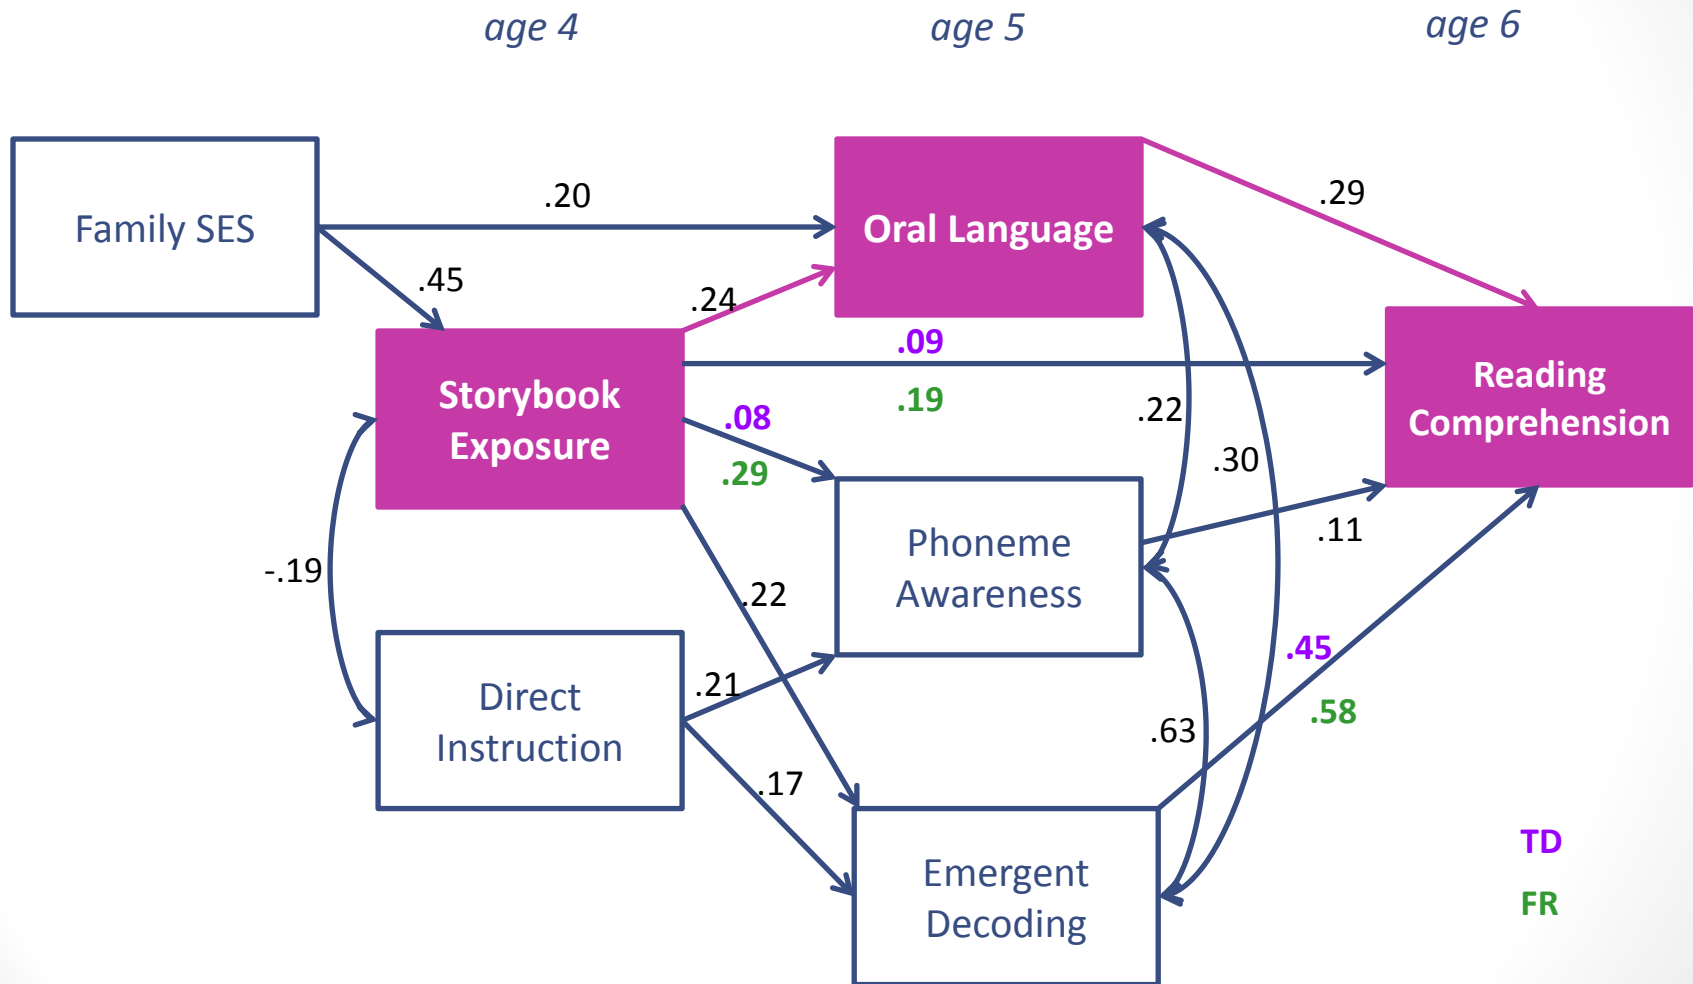 age 4
age 5
age 6
Family SES
.20
Oral Language
.29
.45
.24
.09
Storybook
Exposure
.19
.08
.29
.22
.30
Reading
Comprehension
-.19
Phoneme
Awareness
.11
.22
Direct
Instruction
.21
.17
.63
.45
.58
Emergent
Decoding
TD
FR